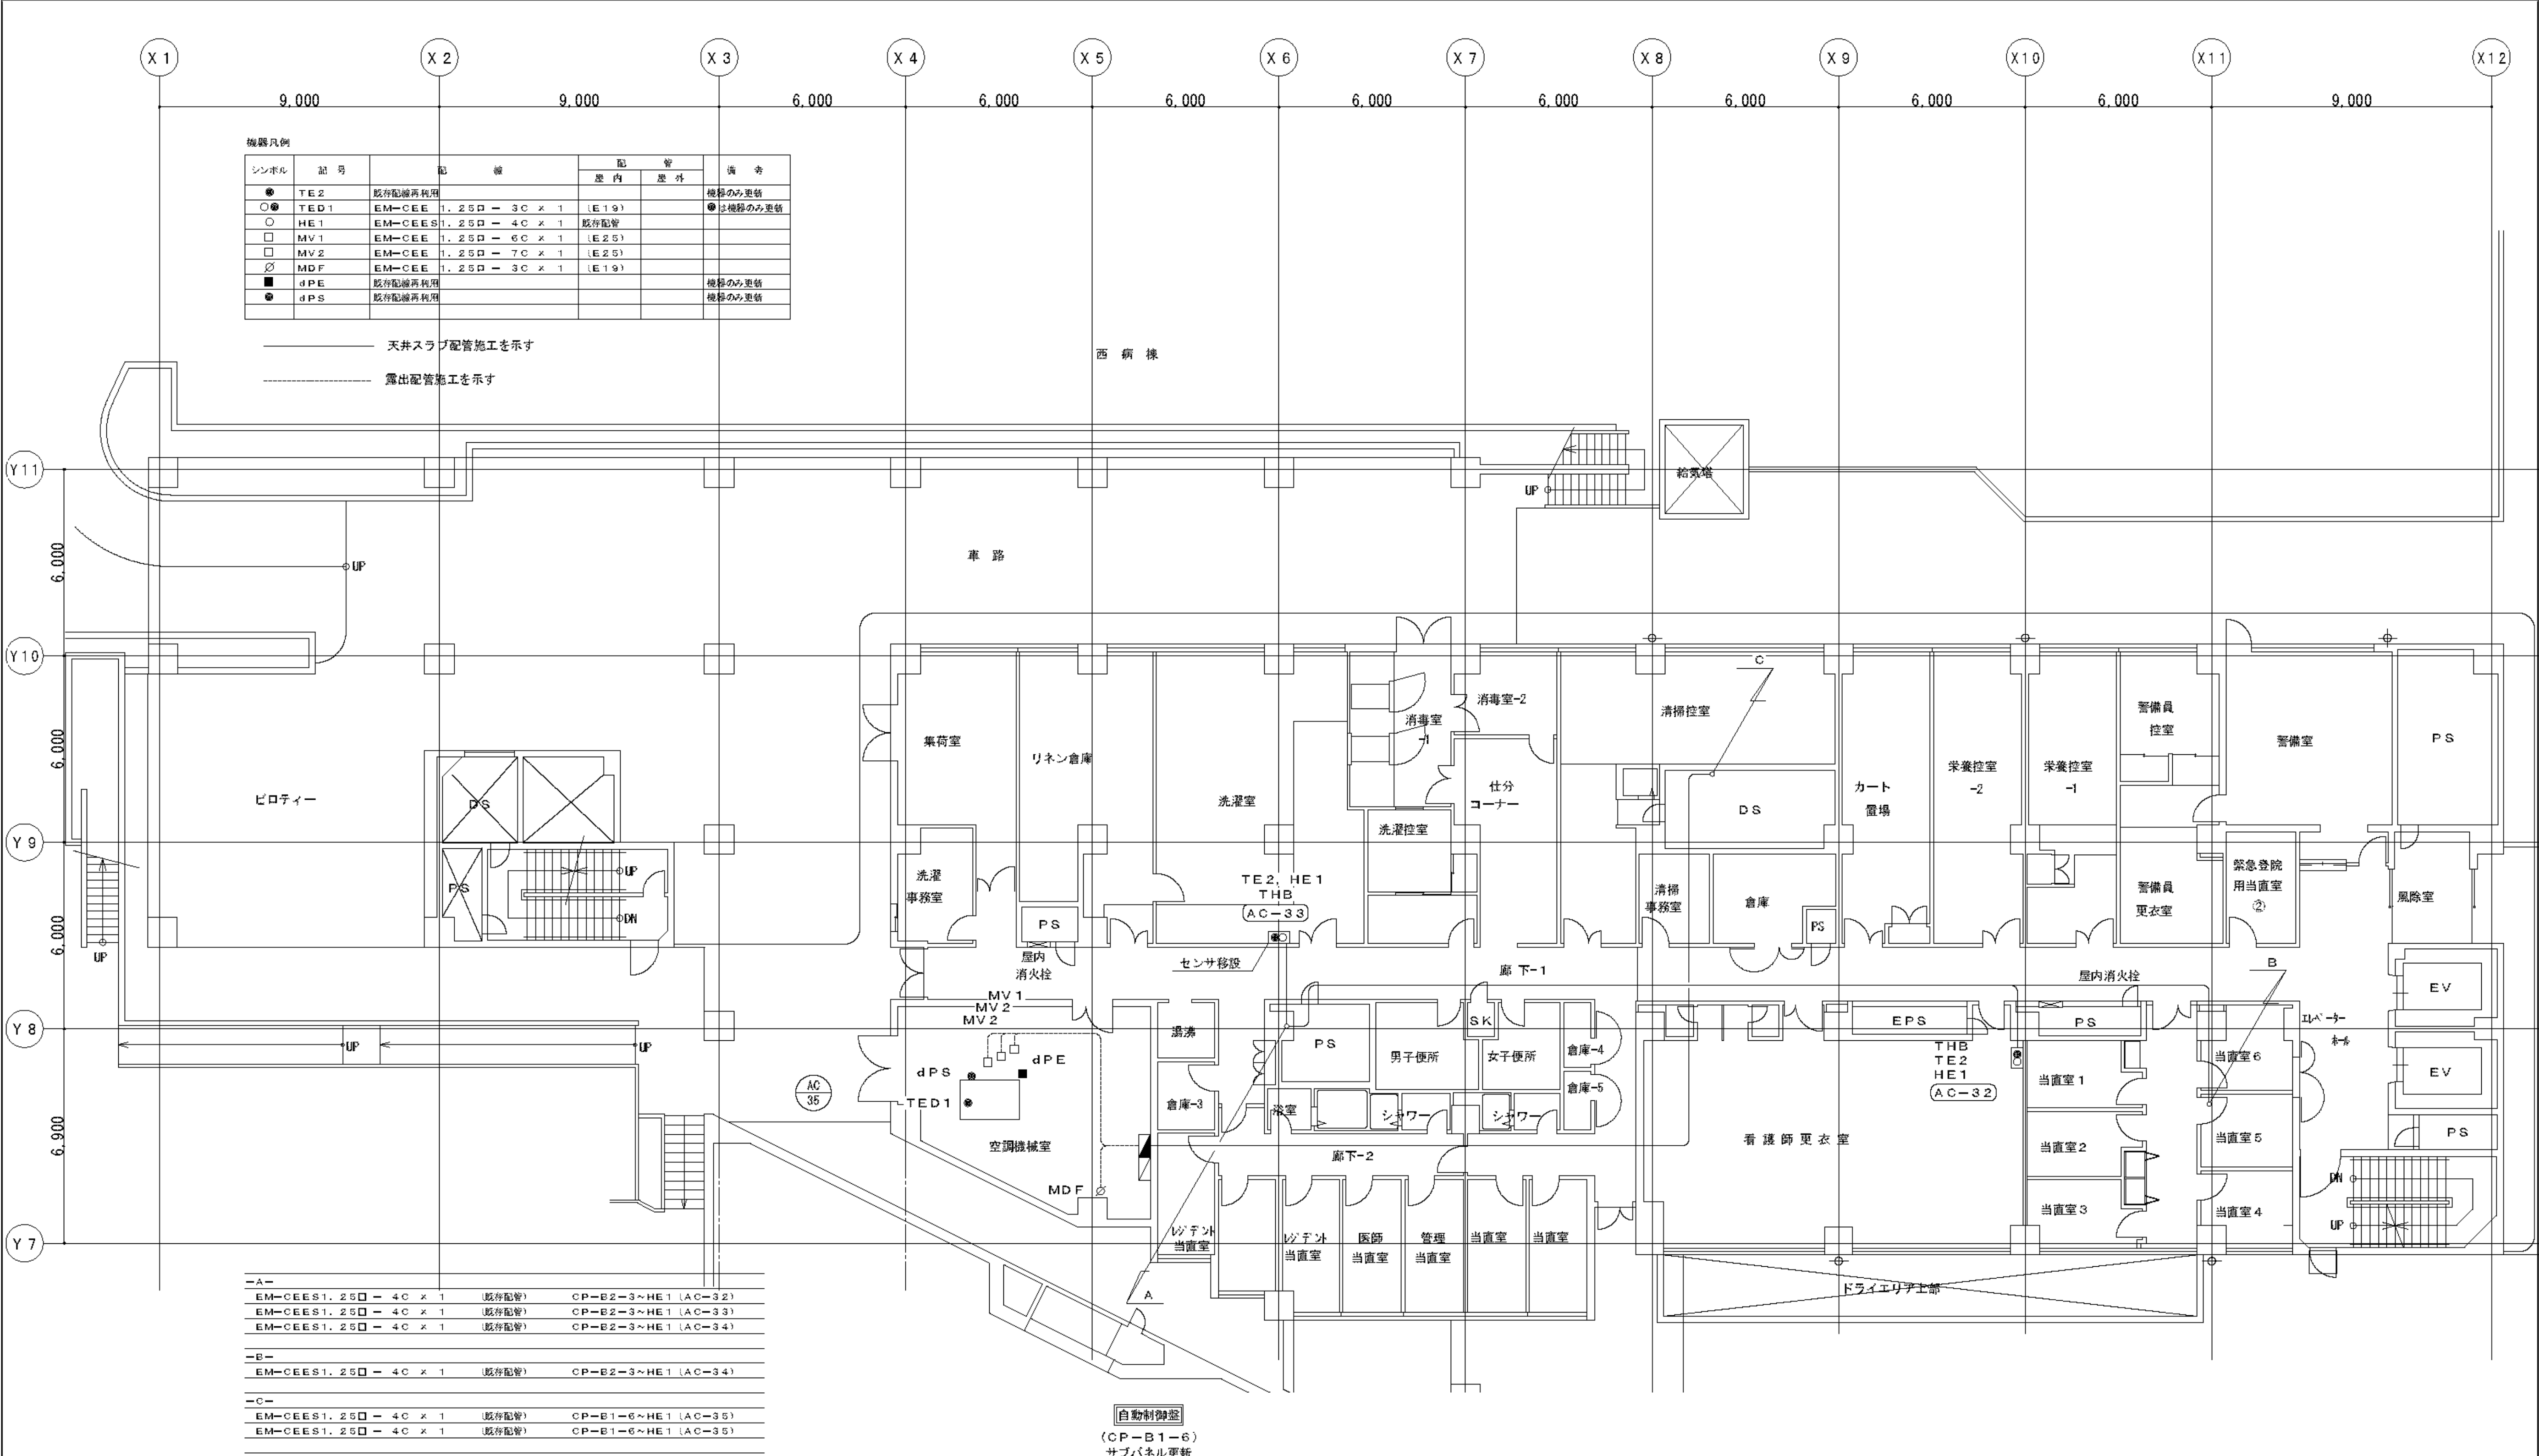 X1 X2 X3 X4 X5 X6 X7 X8 X9 X10 X11 X12
9,000 9,000 6,000 6,000 6,000 6,000 6,000 6,000 6,000 6,000 9,000
機器凡例
シンボル 記号 配線 配管 備考
屋内 屋外
TE2 既存配線再利用 機器のみ更新
TED1 EM-CEE 1.25□ - 3C × 1 (E19) は機器のみ更新
HE1 EM-CEES1.25□ - 4C × 1 既存配管
MV1 EM-CEE 1.25□ - 6C × 1 (E25)
MV2 EM-CEE 1.25□ - 7C × 1 (E25)
MDF EM-CEE 1.25□ - 3C × 1 (E19)
dPE 既存配線再利用 機器のみ更新
dPS 既存配線再利用 機器のみ更新
天井スラブ配管施工を示す
露出配管施工を示す
西病棟
Y11
給気塔
UP
6,000
車路
UP
Y10
C
6,000
集荷室
リネン倉庫
洗濯室
消毒室
-1
消毒室-2
清掃控室
警備員
控室
警備室
PS
ピロティー
DS
仕分
コーナー
DS
カート
置場
栄養控室
-2
栄養控室
-1
Y9
洗濯控室
6,000
PS
UP
DN
UP
洗濯
事務室
PS
TE2, HE1
THB
AC-33
清掃
事務室
倉庫
PS
警備員
更衣室
緊急登院
用当直室
②
風除室
屋内
消火栓
センサ移設
廊下-1
屋内消火栓
B
EV
MV1
MV2
MV2
Y8
UP
UP
湯沸
PS
SK
男子便所
女子便所
倉庫-4
EPS
PS
エレベーター
ホール
THB
TE2
HE1
AC-32
当直室6
EV
dPS
dPE
AC
35
TED1
倉庫-3
浴室
シャワー
シャワー
倉庫-5
当直室1
6,900
空調機械室
廊下-2
看護師更衣室
当直室2
当直室5
PS
MDF
DN
当直室3
当直室4
UP
Y7
レジデント
当直室
レジデント
当直室
医師
当直室
管理
当直室
当直室
当直室
A
ドライエリア上部
-A-
EM-CEES1.25□ - 4C × 1 (既存配管) CP-B2-3~HE1 (AC-32)
EM-CEES1.25□ - 4C × 1 (既存配管) CP-B2-3~HE1 (AC-33)
EM-CEES1.25□ - 4C × 1 (既存配管) CP-B2-3~HE1 (AC-34)
-B-
EM-CEES1.25□ - 4C × 1 (既存配管) CP-B2-3~HE1 (AC-34)
-C-
EM-CEES1.25□ - 4C × 1 (既存配管) CP-B1-6~HE1 (AC-35)
EM-CEES1.25□ - 4C × 1 (既存配管) CP-B1-6~HE1 (AC-35)
自動制御盤
(CP-B1-6)
サブパネル更新